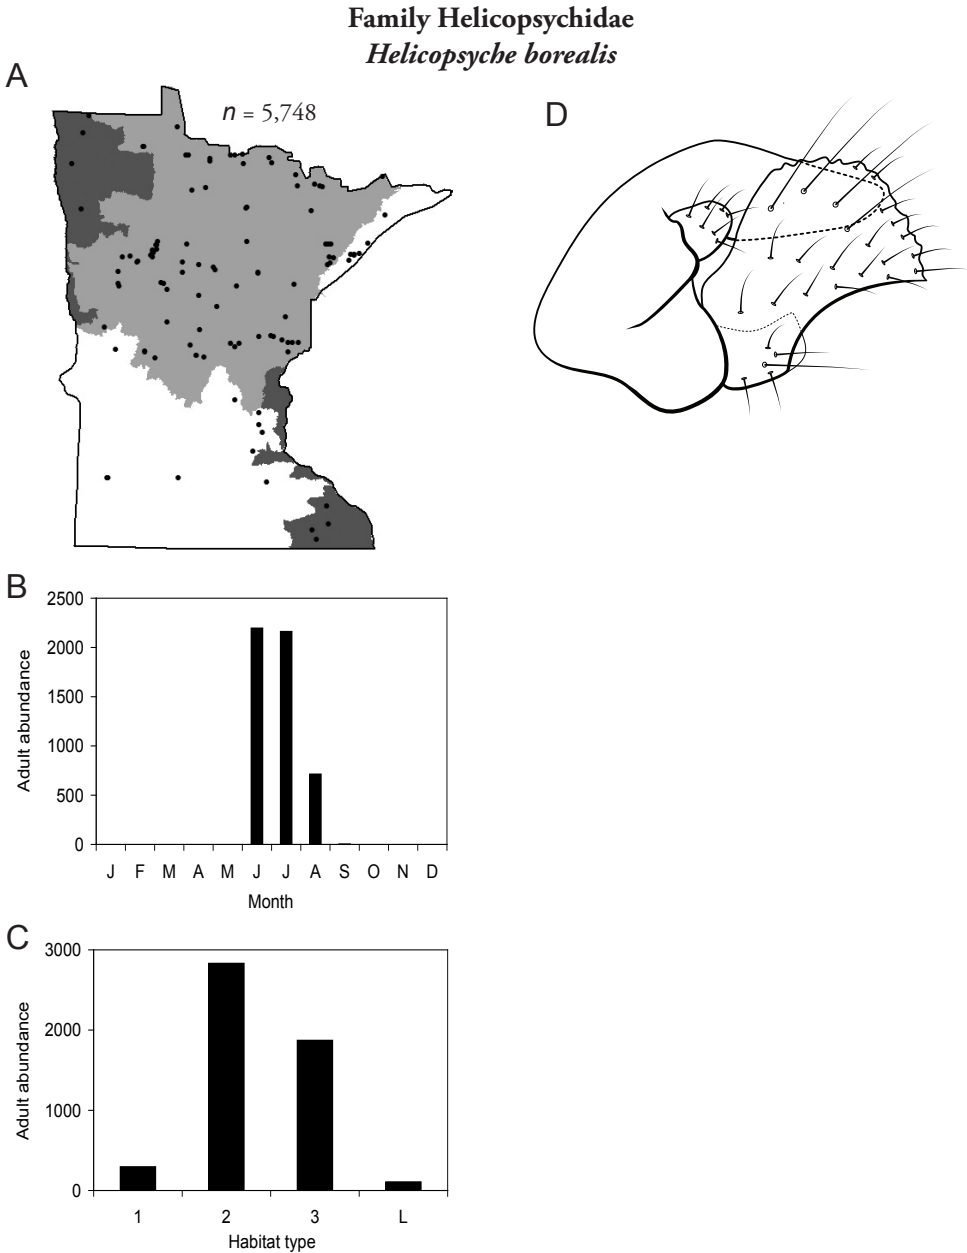 Family Helicopsychidae
Helicopsyche borealis
A
n = 5,748
D
B
2500
2000
1500
1000
500
0
Adult abundance
J F M A M J J A S O N D
Month
C
3000
2000
1000
0
Adult abundance
1 2 3 L
Habitat type